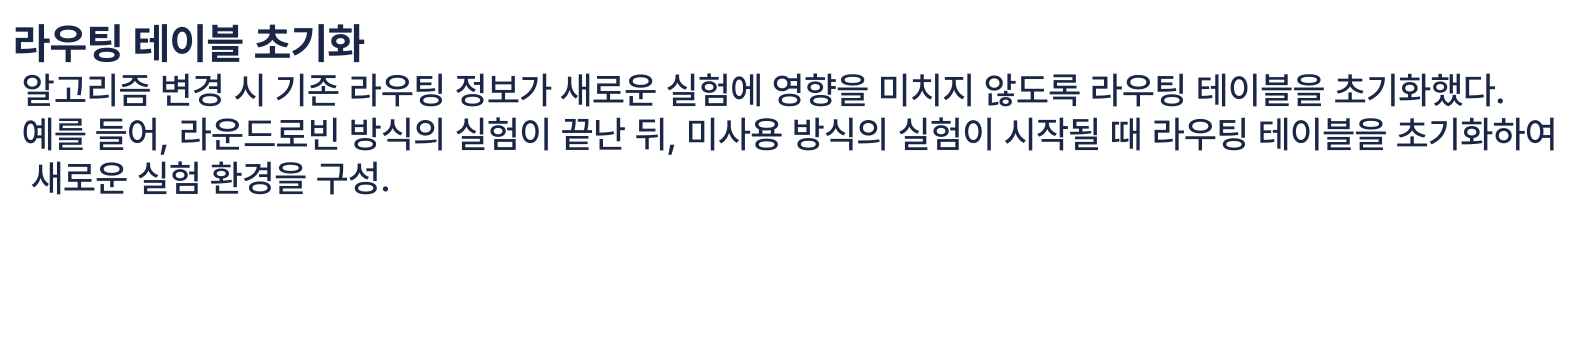 라우팅 테이블 초기화
알고리즘 변경 시 기존 라우팅 정보가 새로운 실험에 영향을 미치지 않도록 라우팅 테이블을 초기화했다.
예를 들어, 라운드로빈 방식의 실험이 끝난 뒤, 미사용 방식의 실험이 시작될 때 라우팅 테이블을 초기화하여
새로운 실험 환경을 구성.